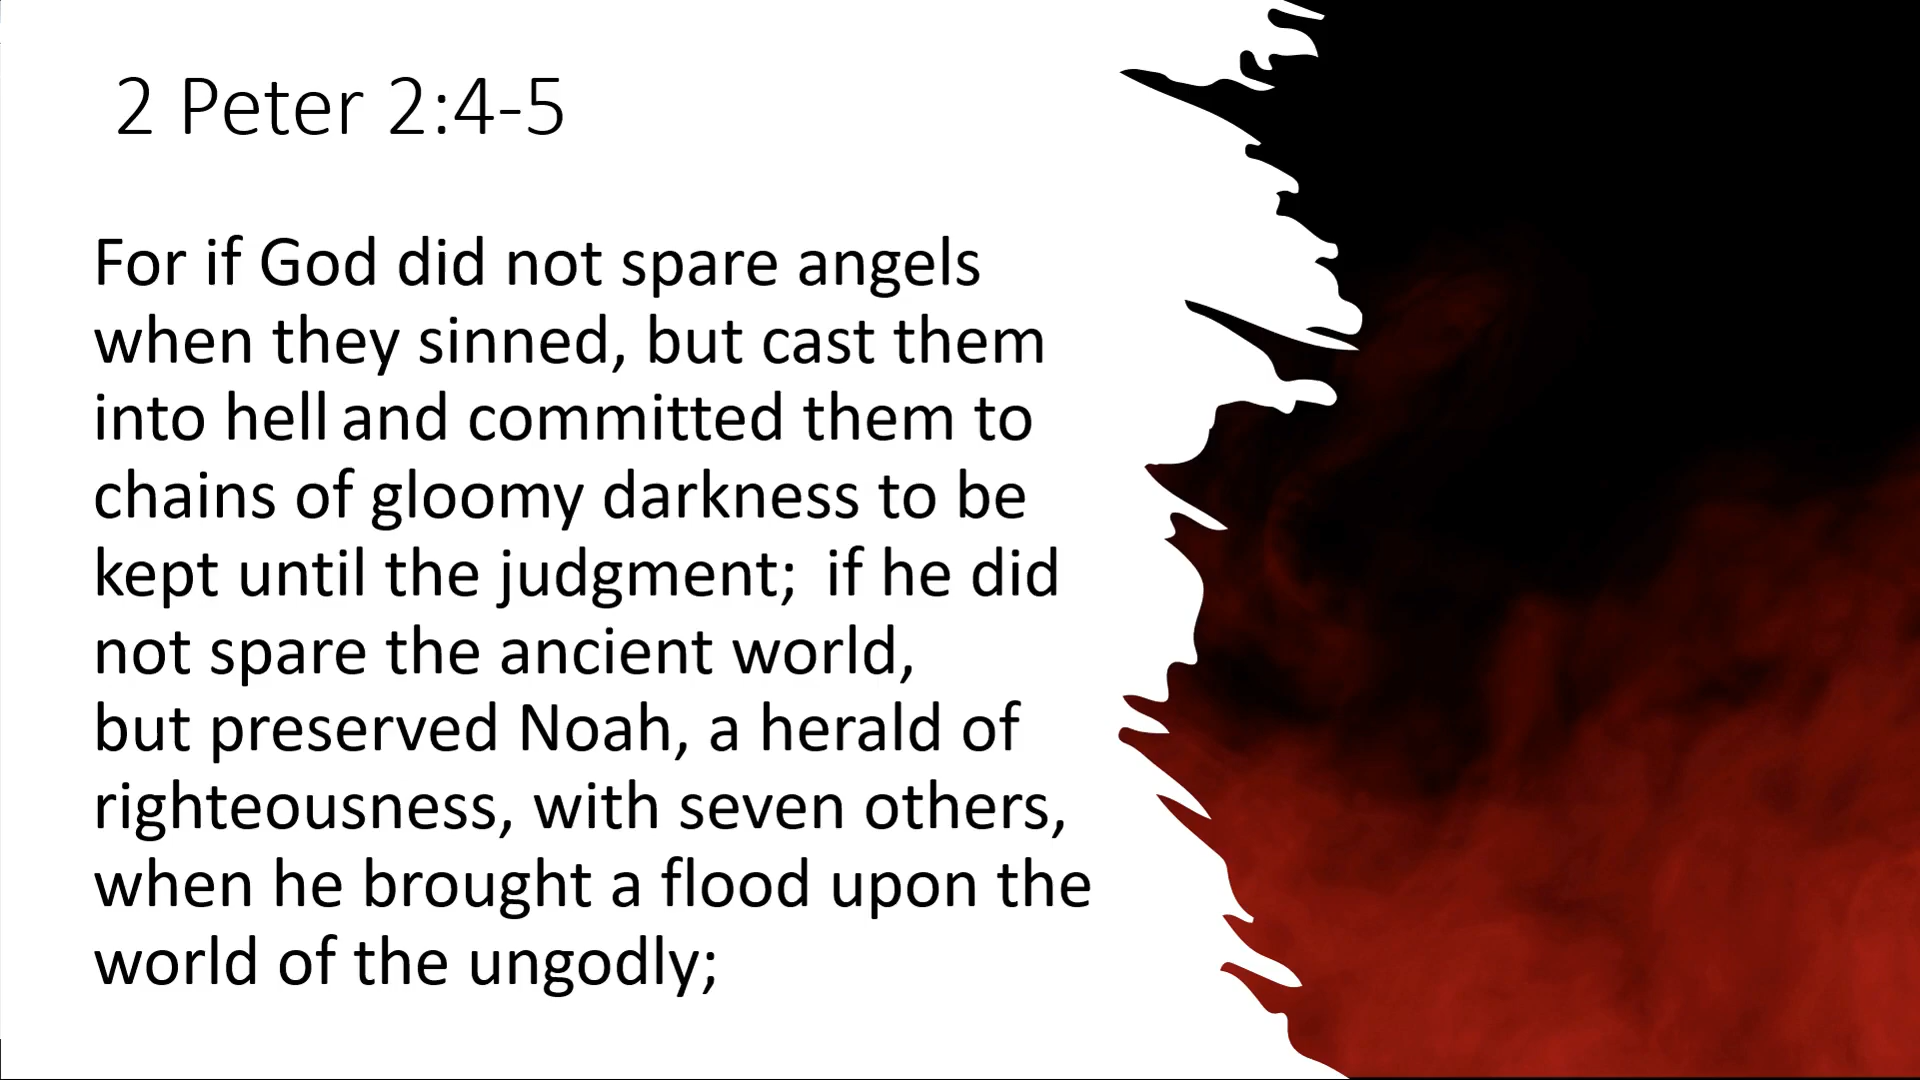 2 Peter 2:4-5
For if God did not spare angels
when they sinned, but cast them
into hell and committed them to
chains of gloomy darkness to be
kept until the judgment;  if he did
not spare the ancient world,
but preserved Noah, a herald of
righteousness, with seven others,
when he brought a flood upon the
world of the ungodly;